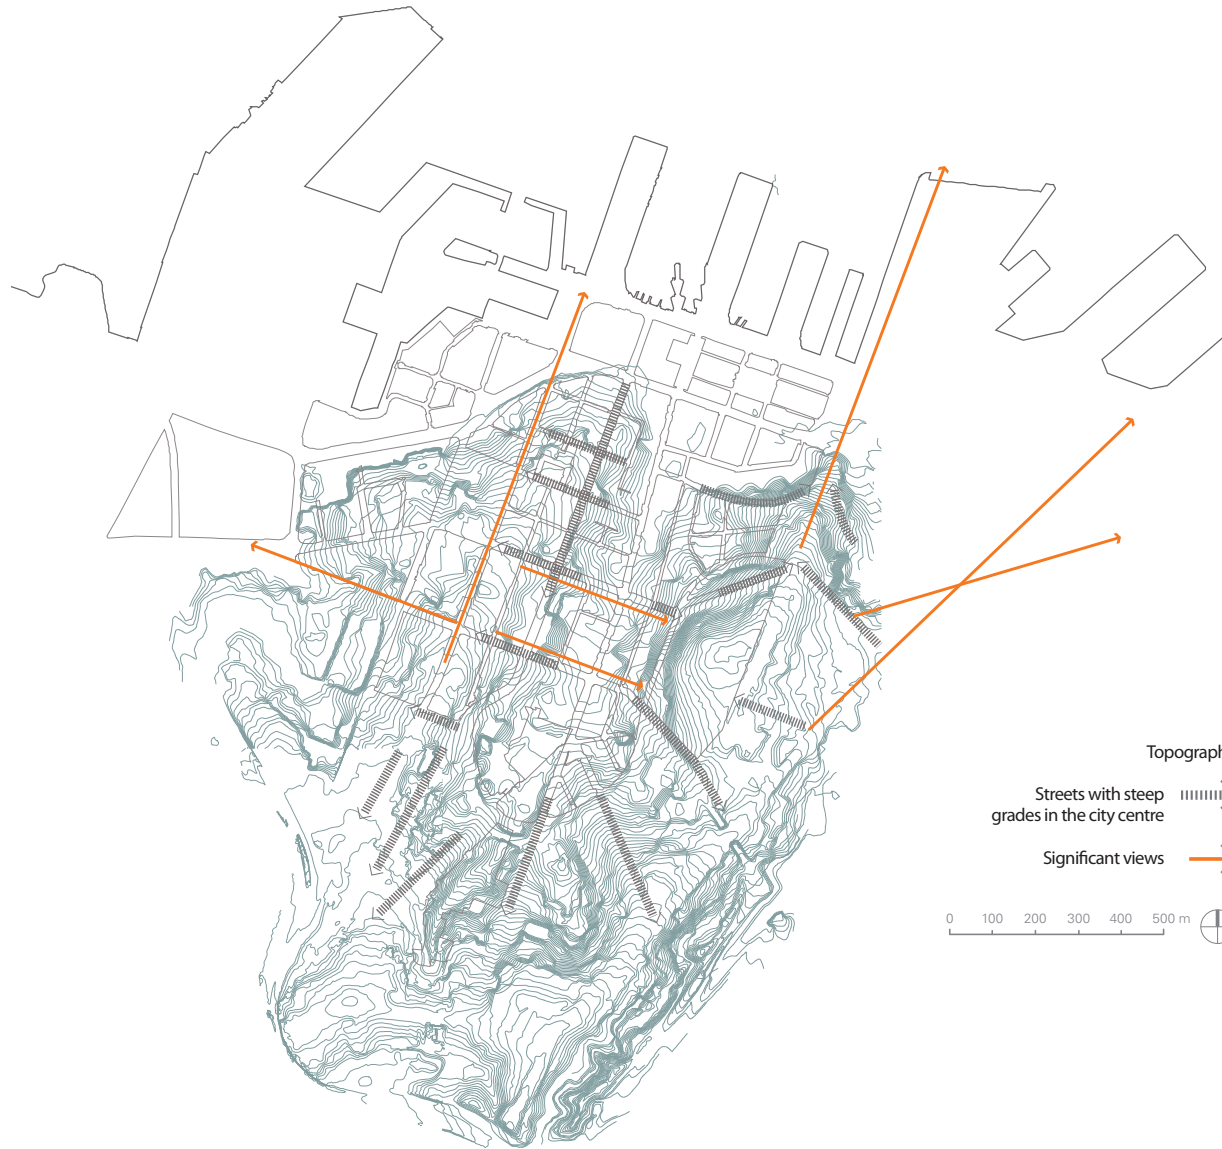 Topograph
Streets with steep
grades in the city centre
Significant views
0 100 200 300 400 500 m